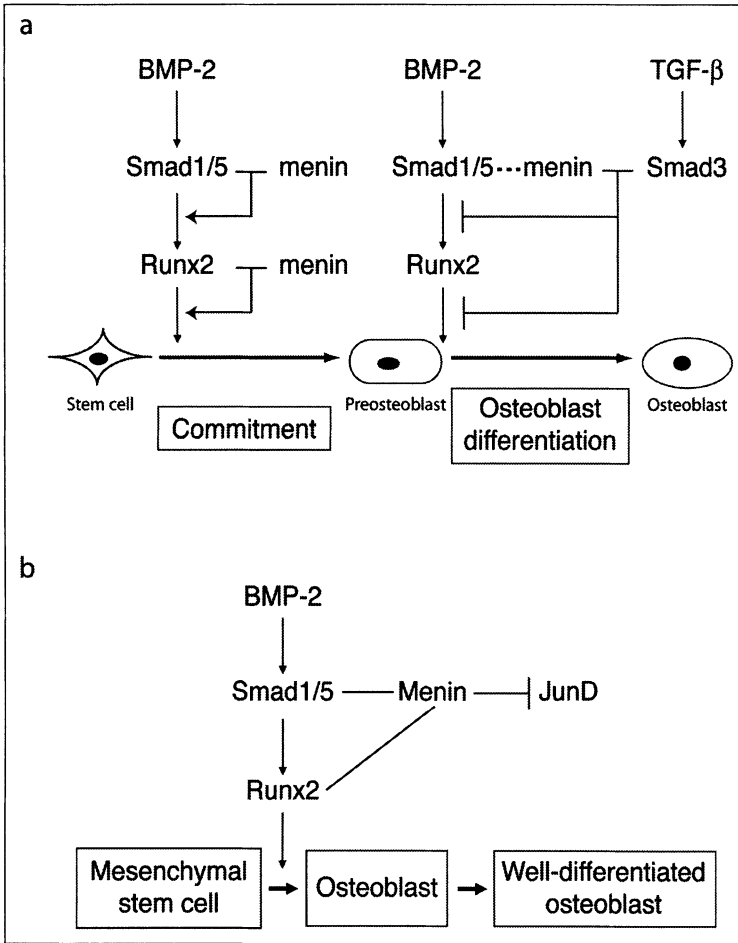 a
BMP-2 BMP-2 TGF-β
Smad1/5 menin Smad1/5 menin Smad3
Runx2 menin Runx2
Stem cell Preosteoblast Osteoblast
Commitment
Osteoblast
differentiation
b
BMP-2
Smad1/5 Menin JunD
Runx2
Mesenchymal
stem cell
Osteoblast
Well-differentiated
osteoblast